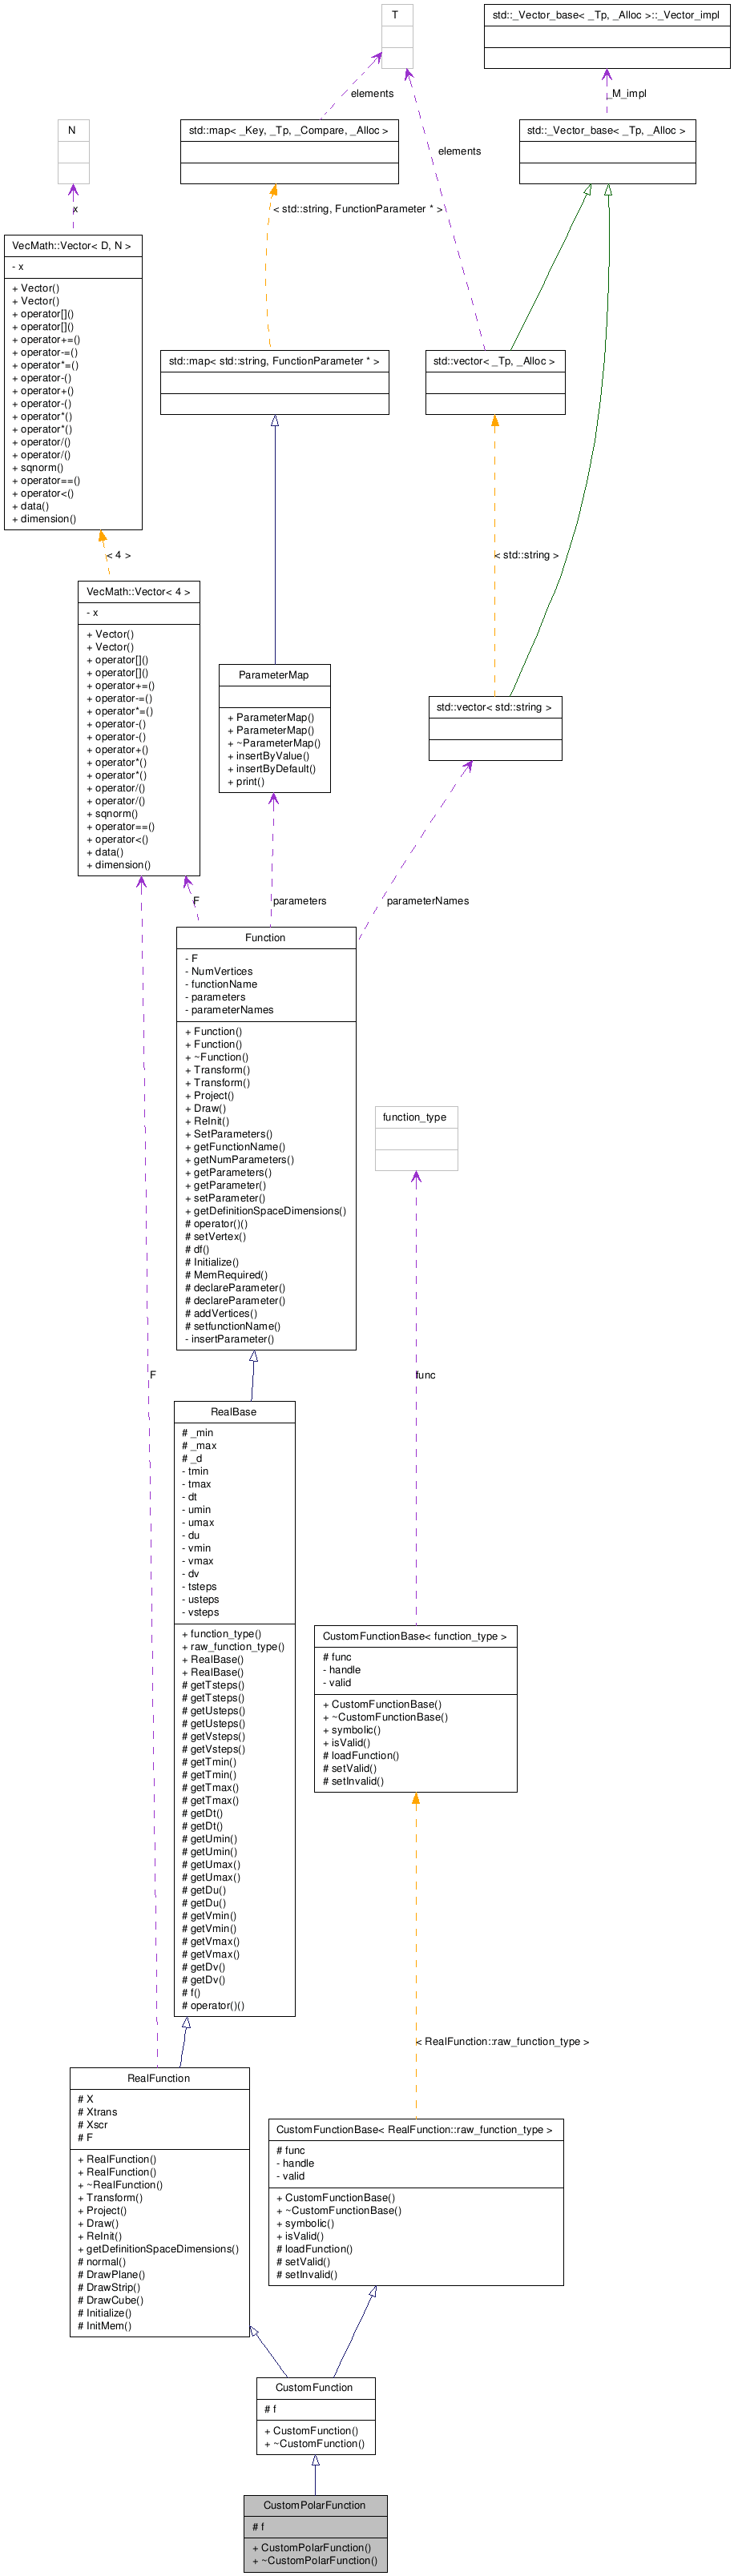 T
std::_Vector_base< _Tp, _Alloc >::_Vector_impl
elements
_M_impl
N
std::map< _Key, _Tp, _Compare, _Alloc >
std::_Vector_base< _Tp, _Alloc >
elements
x
< std::string, FunctionParameter * >
VecMath::Vector< D, N >
- x
+ Vector()
+ Vector()
+ operator[]()
+ operator[]()
+ operator+=()
+ operator-=()
+ operator*=()
+ operator-()
+ operator+()
+ operator-()
+ operator*()
+ operator*()
+ operator/()
+ operator/()
+ sqnorm()
+ operator==()
+ operator<()
+ data()
+ dimension()
std::map< std::string, FunctionParameter * >
std::vector< _Tp, _Alloc >
< 4 >
< std::string >
VecMath::Vector< 4 >
- x
+ Vector()
+ Vector()
+ operator[]()
+ operator[]()
+ operator+=()
+ operator-=()
+ operator*=()
+ operator-()
+ operator-()
+ operator+()
+ operator*()
+ operator*()
+ operator/()
+ operator/()
+ sqnorm()
+ operator==()
+ operator<()
+ data()
+ dimension()
ParameterMap
+ ParameterMap()
+ ParameterMap()
+ ~ParameterMap()
+ insertByValue()
+ insertByDefault()
+ print()
std::vector< std::string >
F
parameters
parameterNames
Function
- F
- NumVertices
- functionName
- parameters
- parameterNames
+ Function()
+ Function()
+ ~Function()
+ Transform()
+ Transform()
+ Project()
+ Draw()
+ ReInit()
+ SetParameters()
+ getFunctionName()
+ getNumParameters()
+ getParameters()
+ getParameter()
+ setParameter()
+ getDefinitionSpaceDimensions()
# operator()()
# setVertex()
# df()
# Initialize()
# MemRequired()
# declareParameter()
# declareParameter()
# addVertices()
# setfunctionName()
- insertParameter()
function_type
F
func
RealBase
# _min
# _max
# _d
- tmin
- tmax
- dt
- umin
- umax
- du
- vmin
- vmax
- dv
- tsteps
- usteps
- vsteps
+ function_type()
+ raw_function_type()
+ RealBase()
+ RealBase()
# getTsteps()
# getTsteps()
# getUsteps()
# getUsteps()
# getVsteps()
# getVsteps()
# getTmin()
# getTmin()
# getTmax()
# getTmax()
# getDt()
# getDt()
# getUmin()
# getUmin()
# getUmax()
# getUmax()
# getDu()
# getDu()
# getVmin()
# getVmin()
# getVmax()
# getVmax()
# getDv()
# getDv()
# f()
# operator()()
CustomFunctionBase< function_type >
# func
- handle
- valid
+ CustomFunctionBase()
+ ~CustomFunctionBase()
+ symbolic()
+ isValid()
# loadFunction()
# setValid()
# setInvalid()
< RealFunction::raw_function_type >
RealFunction
# X
# Xtrans
# Xscr
# F
+ RealFunction()
+ RealFunction()
+ ~RealFunction()
+ Transform()
+ Project()
+ Draw()
+ ReInit()
+ getDefinitionSpaceDimensions()
# normal()
# DrawPlane()
# DrawStrip()
# DrawCube()
# Initialize()
# InitMem()
CustomFunctionBase< RealFunction::raw_function_type >
# func
- handle
- valid
+ CustomFunctionBase()
+ ~CustomFunctionBase()
+ symbolic()
+ isValid()
# loadFunction()
# setValid()
# setInvalid()
CustomFunction
# f
+ CustomFunction()
+ ~CustomFunction()
CustomPolarFunction
# f
+ CustomPolarFunction()
+ ~CustomPolarFunction()